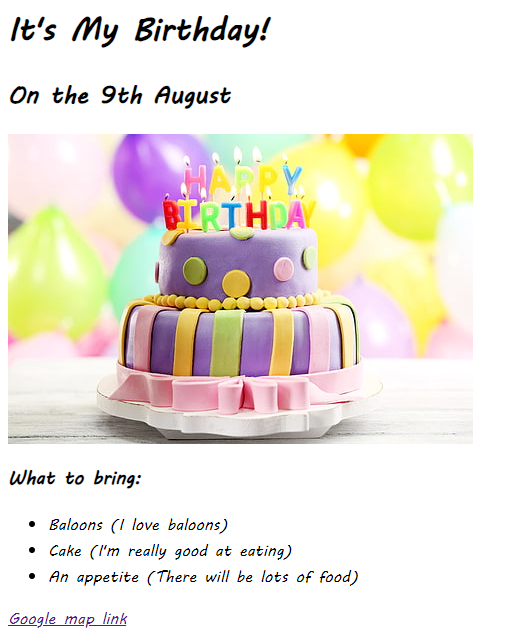 It's My Birthday!
On the 9th August
HAPPY
BIRTHDAY
What to bring:
Baloons (I love baloons)
Cake (I'm really good at eating)
An appetite (There will be lots of food)
Google map link